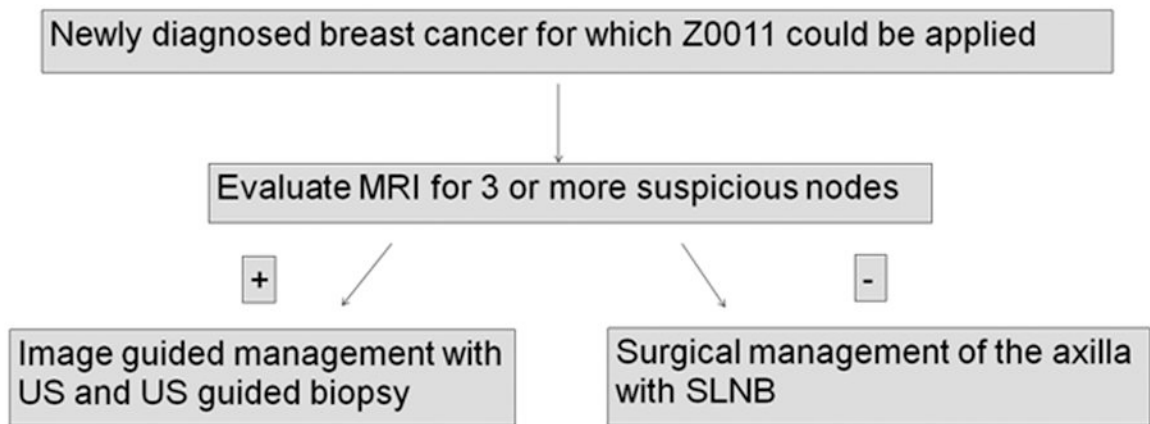 Newly diagnosed breast cancer for which Z0011 could be applied
Evaluate MRI for 3 or more suspicious nodes
+
-
Image guided management with
US and US guided biopsy
Surgical management of the axilla
with SLNB